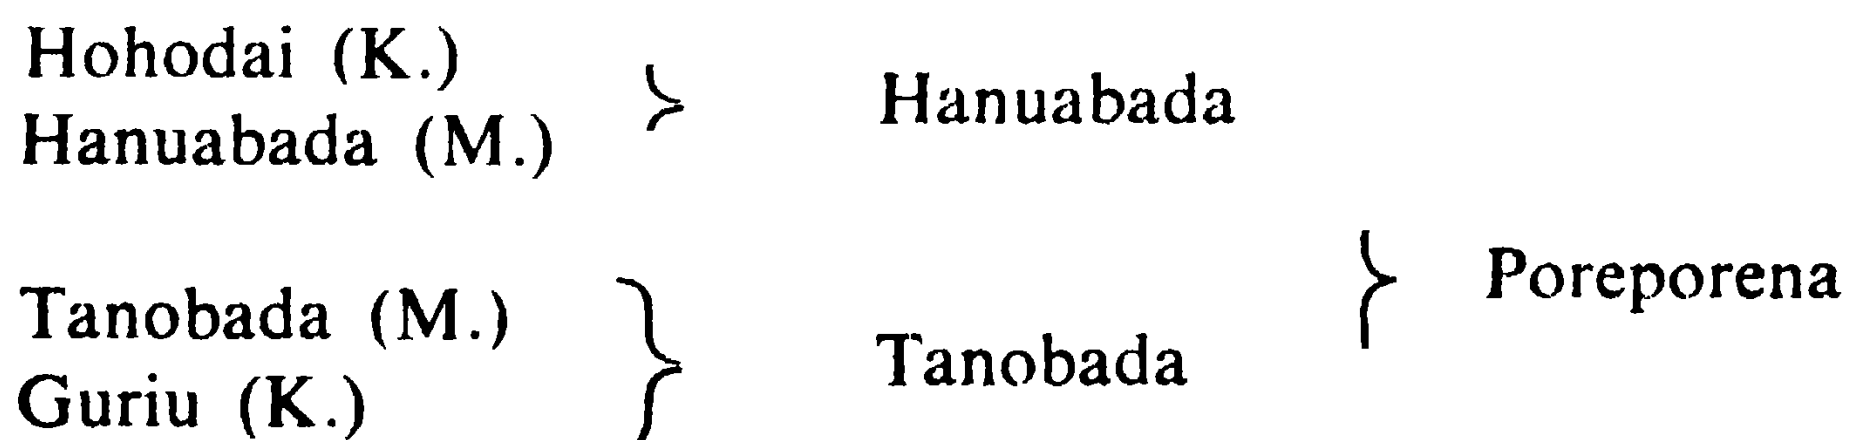 Hohodai (K.)
Hanuabada (M.)
Hanuabada
Tanobada (M.)
Guriu (K.)
Tanobada
Poreporena